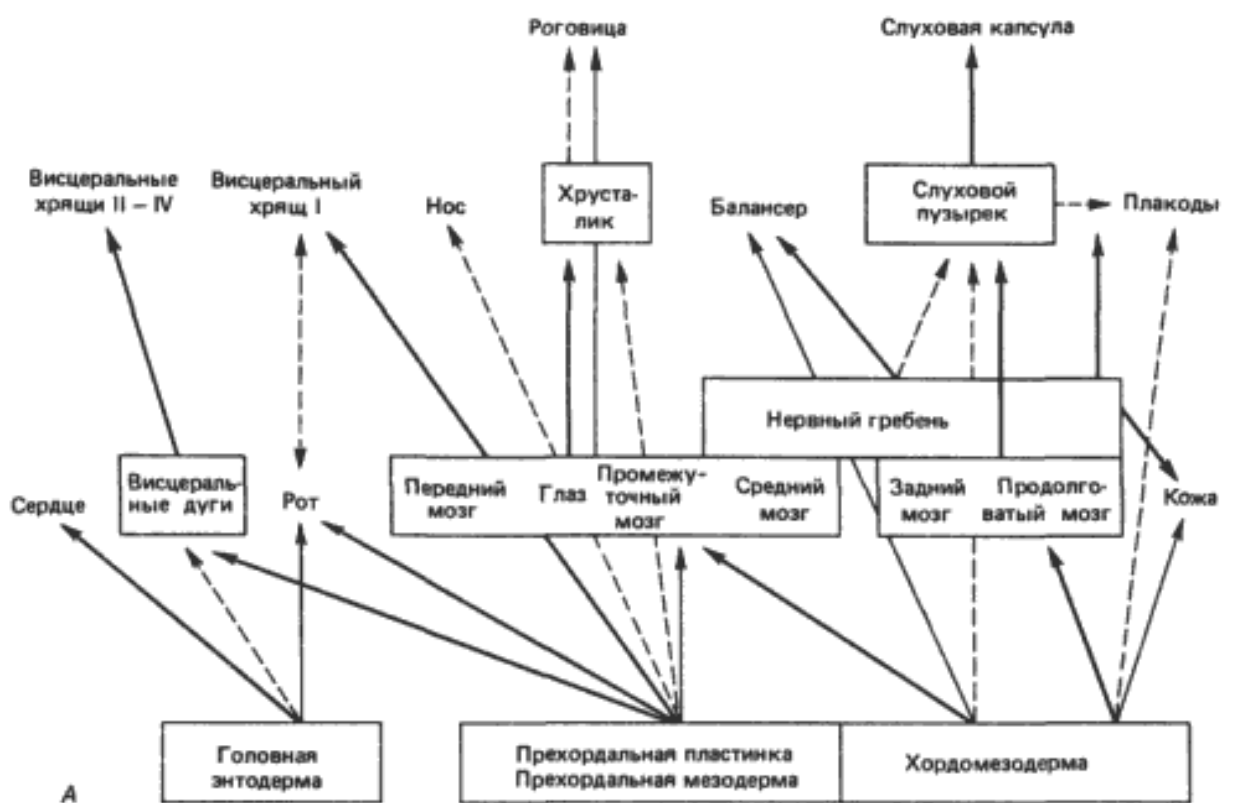 Роговица
Слуховая капсула
Висцеральные
хрящи II – IV
Висцеральный
хрящ I
Нос
Хруста-
лик
Балансер
Слуховой
пузырек
Плакоды
Нервный гребень
Сердце
Висцераль-
ные дуги
Рот
Передний
мозг
Глаз
Промежу-
точный
мозг
Средний
мозг
Задний
мозг
Продолго-
ватый мозг
Кожа
Головная
энтодерма
Прехордальная пластинка
Прехордальная мезодерма
Хордомезодерма
А